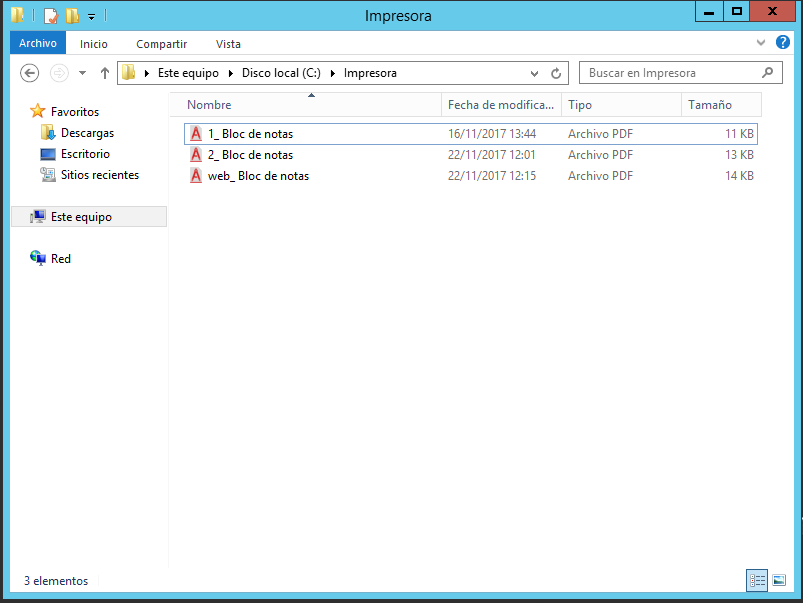 Impresora
Archivo Inicio Compartir Vista
Este equipo Disco local (C:) Impresora Buscar en Impresora
Favoritos
Descargas
Escritorio
Sitios recientes
Este equipo
Red
Nombre Fecha de modifica... Tipo Tamaño
1_ Bloc de notas 16/11/2017 13:44 Archivo PDF 11 KB
2_ Bloc de notas 22/11/2017 12:01 Archivo PDF 13 KB
web_ Bloc de notas 22/11/2017 12:15 Archivo PDF 14 KB
3 elementos